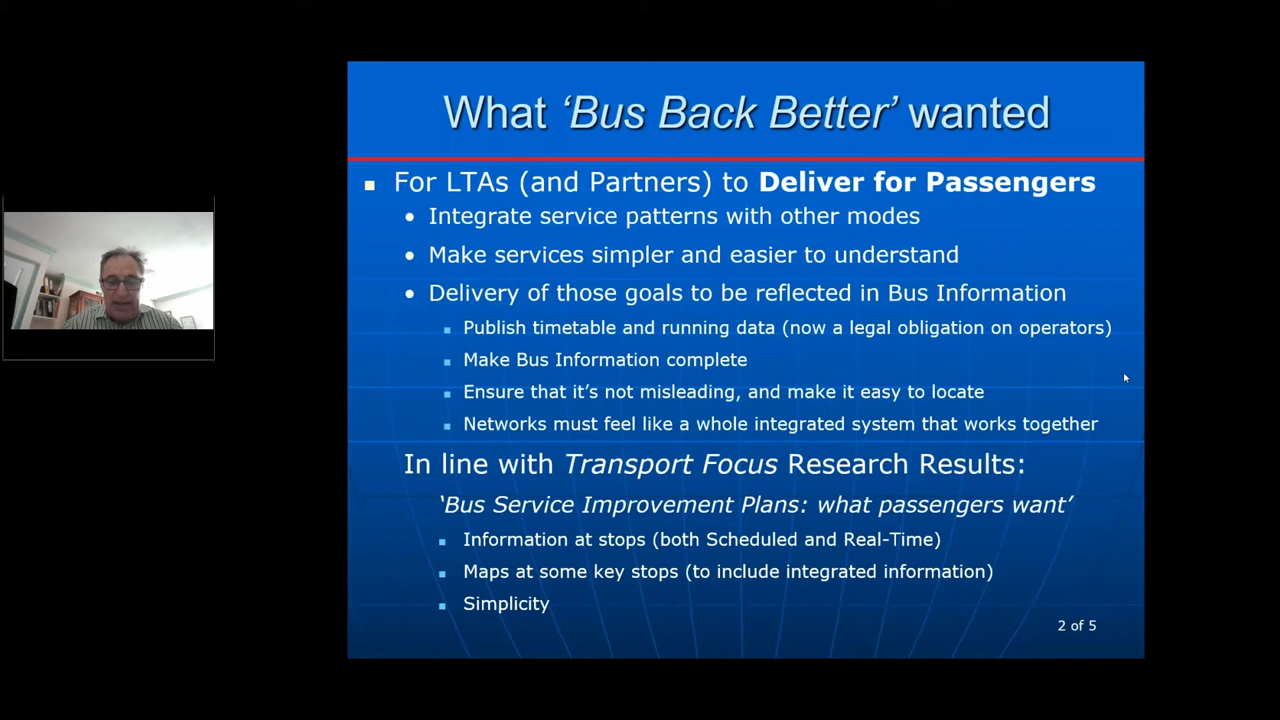 What ‘Bus Back Better’ wanted
For LTAs (and Partners) to Deliver for Passengers
Integrate service patterns with other modes
Make services simpler and easier to understand
Delivery of those goals to be reflected in Bus Information
Publish timetable and running data (now a legal obligation on operators)
Make Bus Information complete
Ensure that it’s not misleading, and make it easy to locate
Networks must feel like a whole integrated system that works together
In line with Transport Focus Research Results:
‘Bus Service Improvement Plans: what passengers want’
Information at stops (both Scheduled and Real-Time)
Maps at some key stops (to include integrated information)
Simplicity
2 of 5